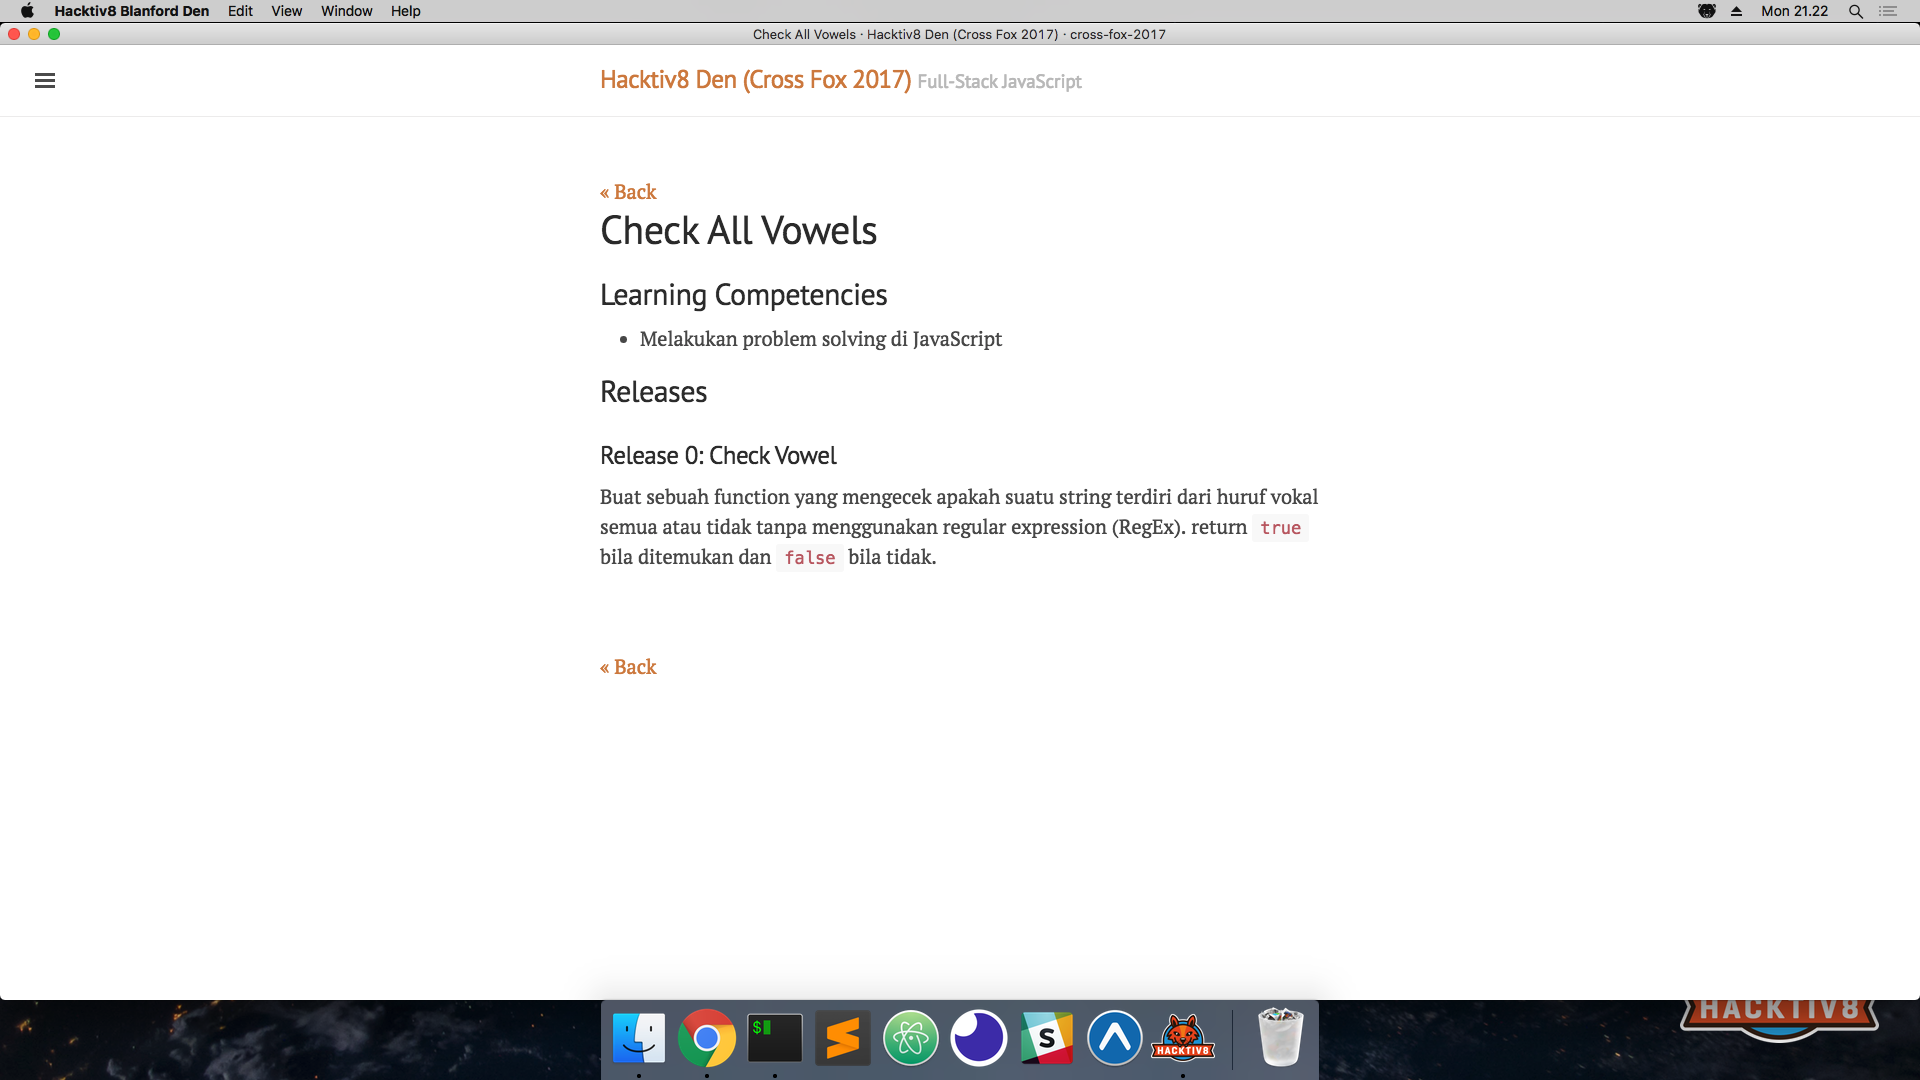 Hacktiv8 Blanford Den Edit View Window Help Mon 21.22
Check All Vowels · Hacktiv8 Den (Cross Fox 2017) · cross-fox-2017
Hacktiv8 Den (Cross Fox 2017) Full-Stack JavaScript
« Back
Check All Vowels
Learning Competencies
• Melakukan problem solving di JavaScript
Releases
Release 0: Check Vowel
Buat sebuah function yang mengecek apakah suatu string terdiri dari huruf vokal
semua atau tidak tanpa menggunakan regular expression (RegEx). return true
bila ditemukan dan false bila tidak.
« Back
HACKTIV8
$
S
HACKTIV8